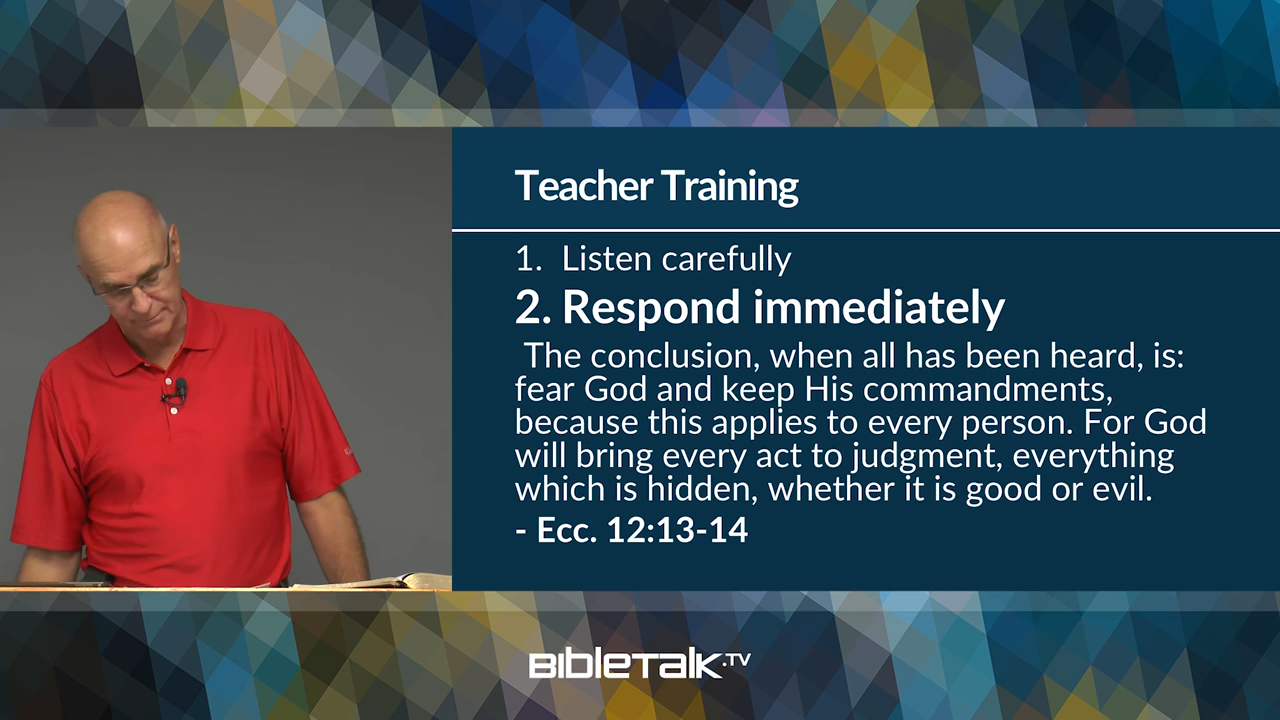 Teacher Training
1. Listen carefully
2. Respond immediately
The conclusion, when all has been heard, is:
fear God and keep His commandments,
because this applies to every person. For God
will bring every act to judgment, everything
which is hidden, whether it is good or evil.
- Ecc. 12:13-14
BIBLETALK.TV